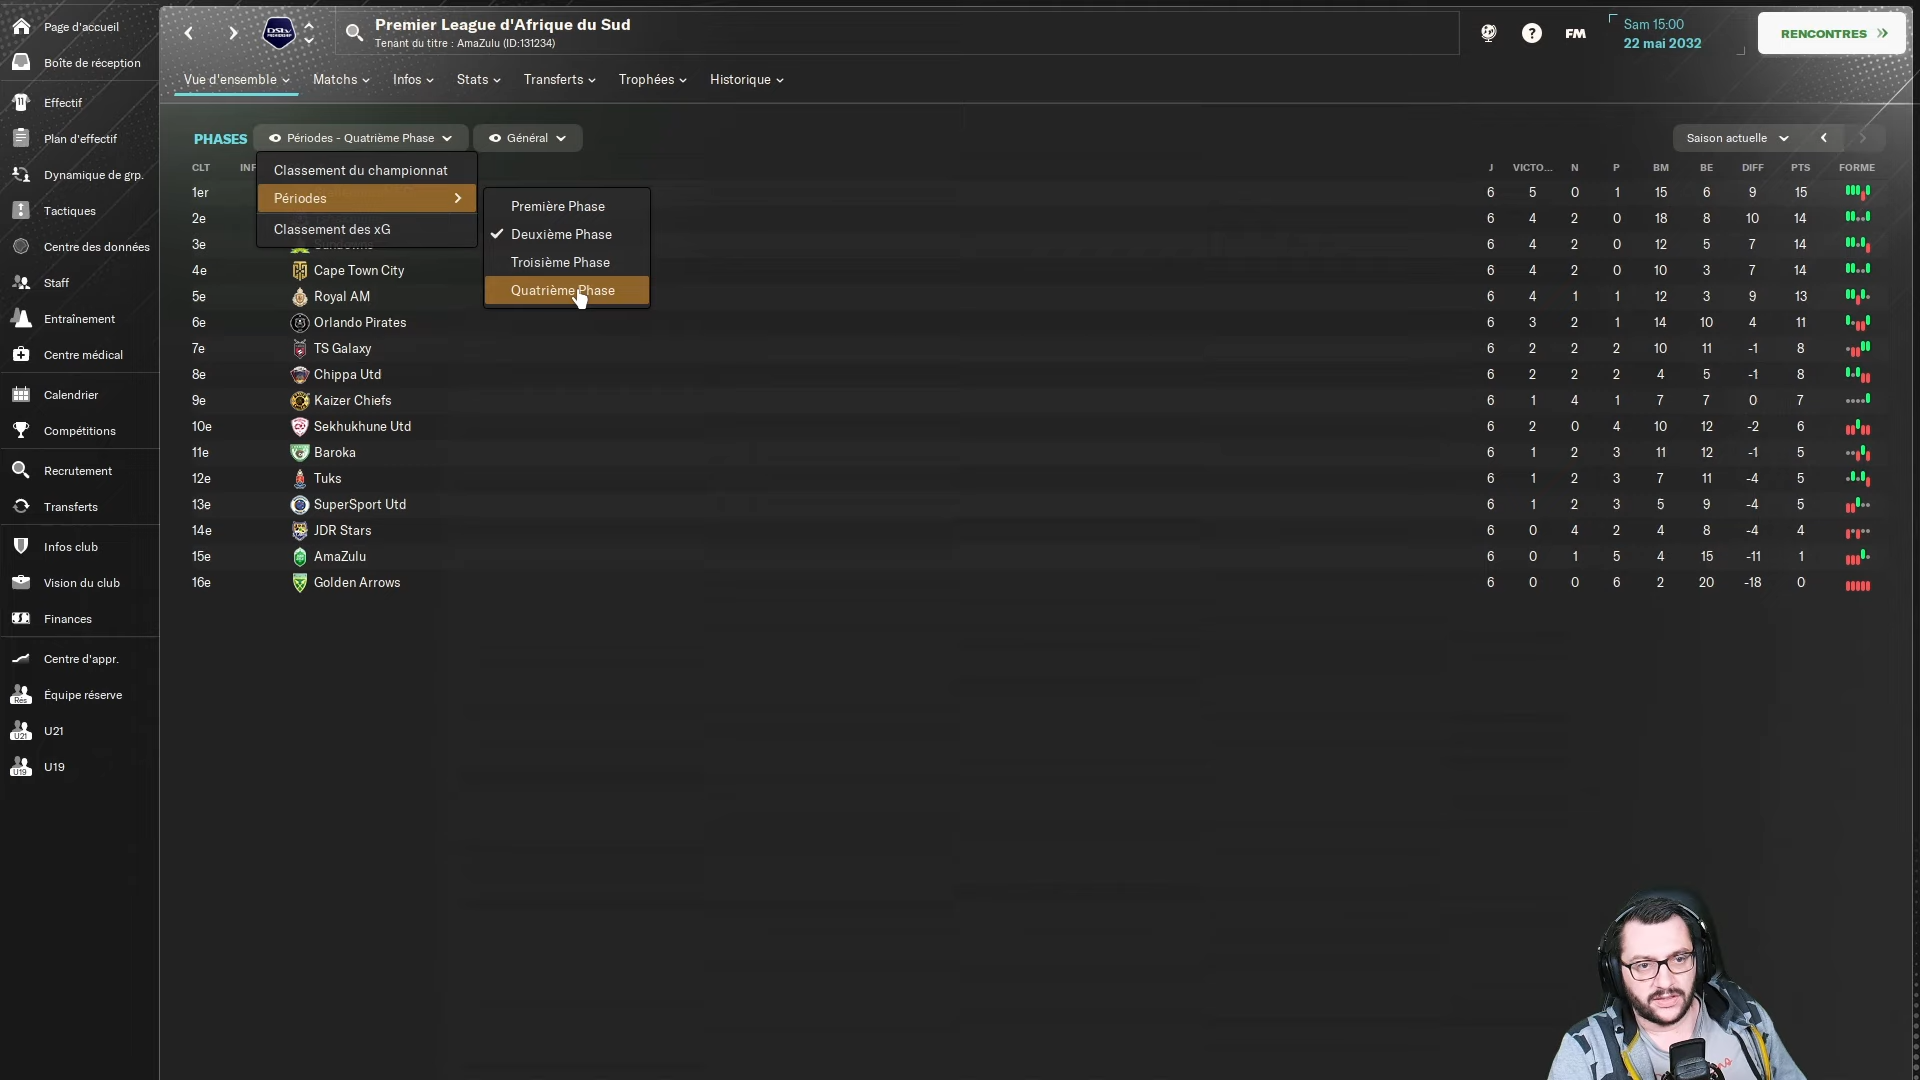 Page d'accueil
Boîte de réception
Effectif
Plan d'effectif
Dynamique de grp.
Tactiques
Centre des données
Staff
Entraînement
Centre médical
Calendrier
Compétitions
Recrutement
Transferts
Infos club
Vision du club
Finances
Centre d'appr.
Rés
Équipe réserve
U21
U21
U19
U19
Premier League d'Afrique du Sud
Tenant du titre : AmaZulu (ID:131234)
FM
Sam 15:00
22 mai 2032
RENCONTRES
Vue d'ensemble Matchs Infos Stats Transferts Trophées Historique
PHASES Périodes - Quatrième Phase Général Saison actuelle
Classement du championnat
Périodes
Classement des xG
Première Phase
Deuxième Phase
Troisième Phase
Quatrième Phase
CLT INF J VICTO... N P BM BE DIFF PTS FORME
1er 6 5 0 1 15 6 9 15
2e 6 4 2 0 18 8 10 14
3e Sundowns 6 4 2 0 12 5 7 14
4e Cape Town City 6 4 2 0 10 3 7 14
5e Royal AM 6 4 1 1 12 3 9 13
6e Orlando Pirates 6 3 2 1 14 10 4 11
7e TS Galaxy 6 2 2 2 10 11 -1 8
8e Chippa Utd 6 2 2 2 4 5 -1 8
9e Kaizer Chiefs 6 1 4 1 7 7 0 7
10e Sekhukhune Utd 6 2 0 4 10 12 -2 6
11e Baroka 6 1 2 3 11 12 -1 5
12e Tuks 6 1 2 3 7 11 -4 5
13e SuperSport Utd 6 1 2 3 5 9 -4 5
14e JDR Stars 6 0 4 2 4 8 -4 4
15e AmaZulu 6 0 1 5 4 15 -11 1
16e Golden Arrows 6 0 0 6 2 20 -18 0